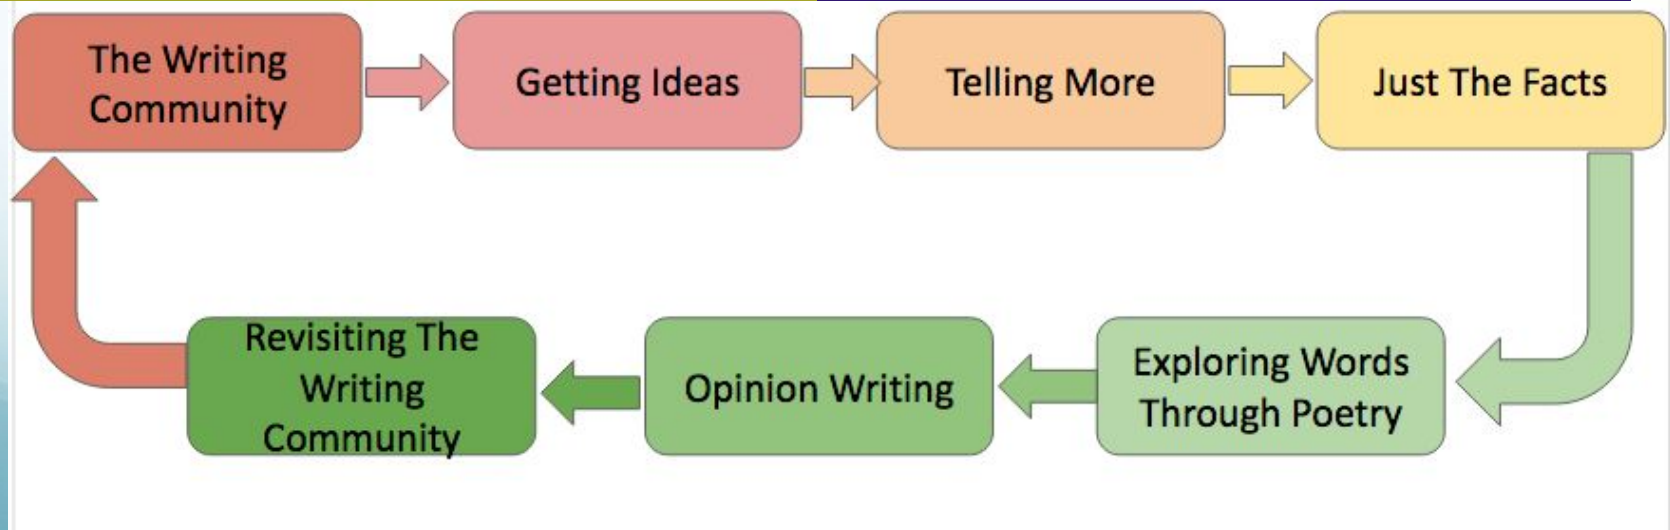 The Writing
Community
Getting Ideas
Telling More
Just The Facts
Exploring Words
Through Poetry
Opinion Writing
Revisiting The
Writing
Community